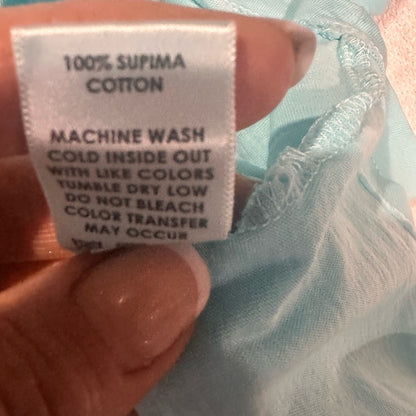 100% SUPIMA
COTTON
MACHINE WASH
COLD INSIDE OUT
WITH LIKE COLORS
TUMBLE DRY LOW
DO NOT BLEACH
COLOR TRANSFER
MAY OCCUR